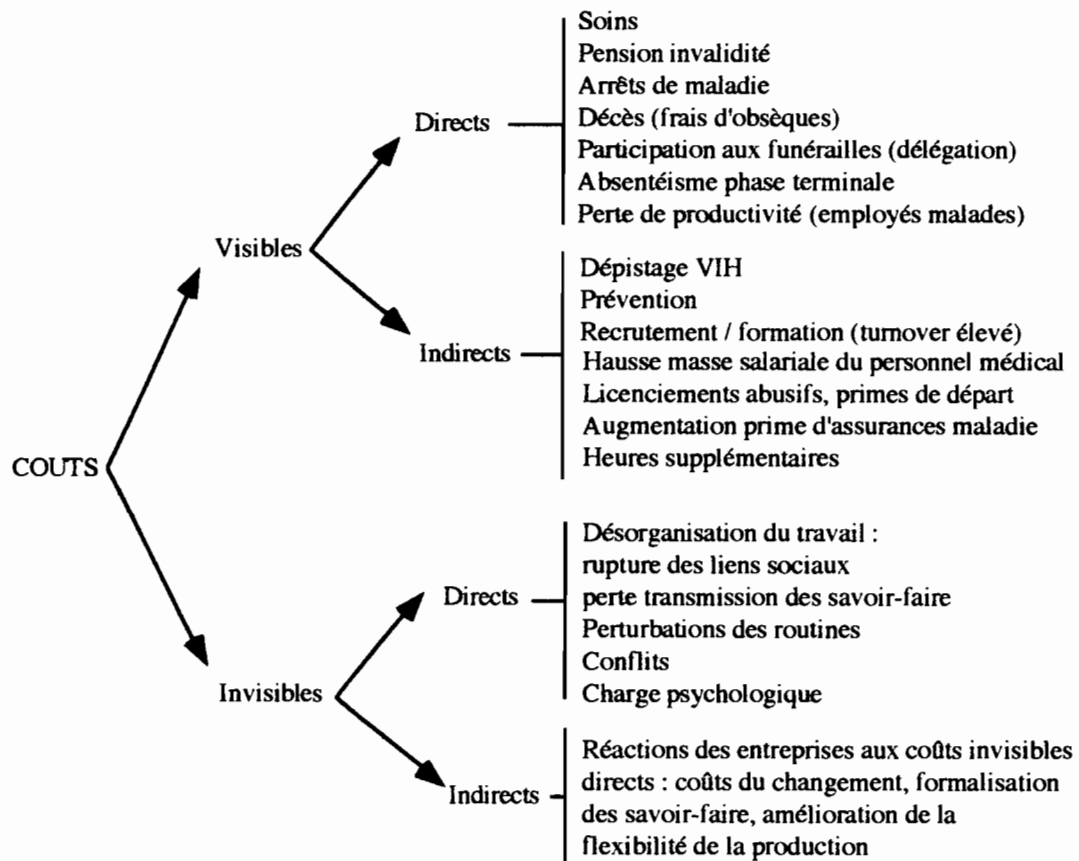 Soins
Pension invalidité
Arrêts de maladie
Directs
Décès (frais d'obsèques)
Participation aux funérailles (délégation)
Absentéisme phase terminale
Perte de productivité (employés malades)
Visibles
Dépistage VIH
Prévention
Recrutement / formation (turnover élevé)
Indirects
Hausse masse salariale du personnel médical
Licenciements abusifs, primes de départ
Augmentation prime d'assurances maladie
Heures supplémentaires
COUTS
Désorganisation du travail :
rupture des liens sociaux
Directs
perte transmission des savoir-faire
Perturbations des routines
Conflits
Charge psychologique
Invisibles
Réactions des entreprises aux coûts invisibles
directs : coûts du changement, formalisation
Indirects
des savoir-faire, amélioration de la
flexibilité de la production